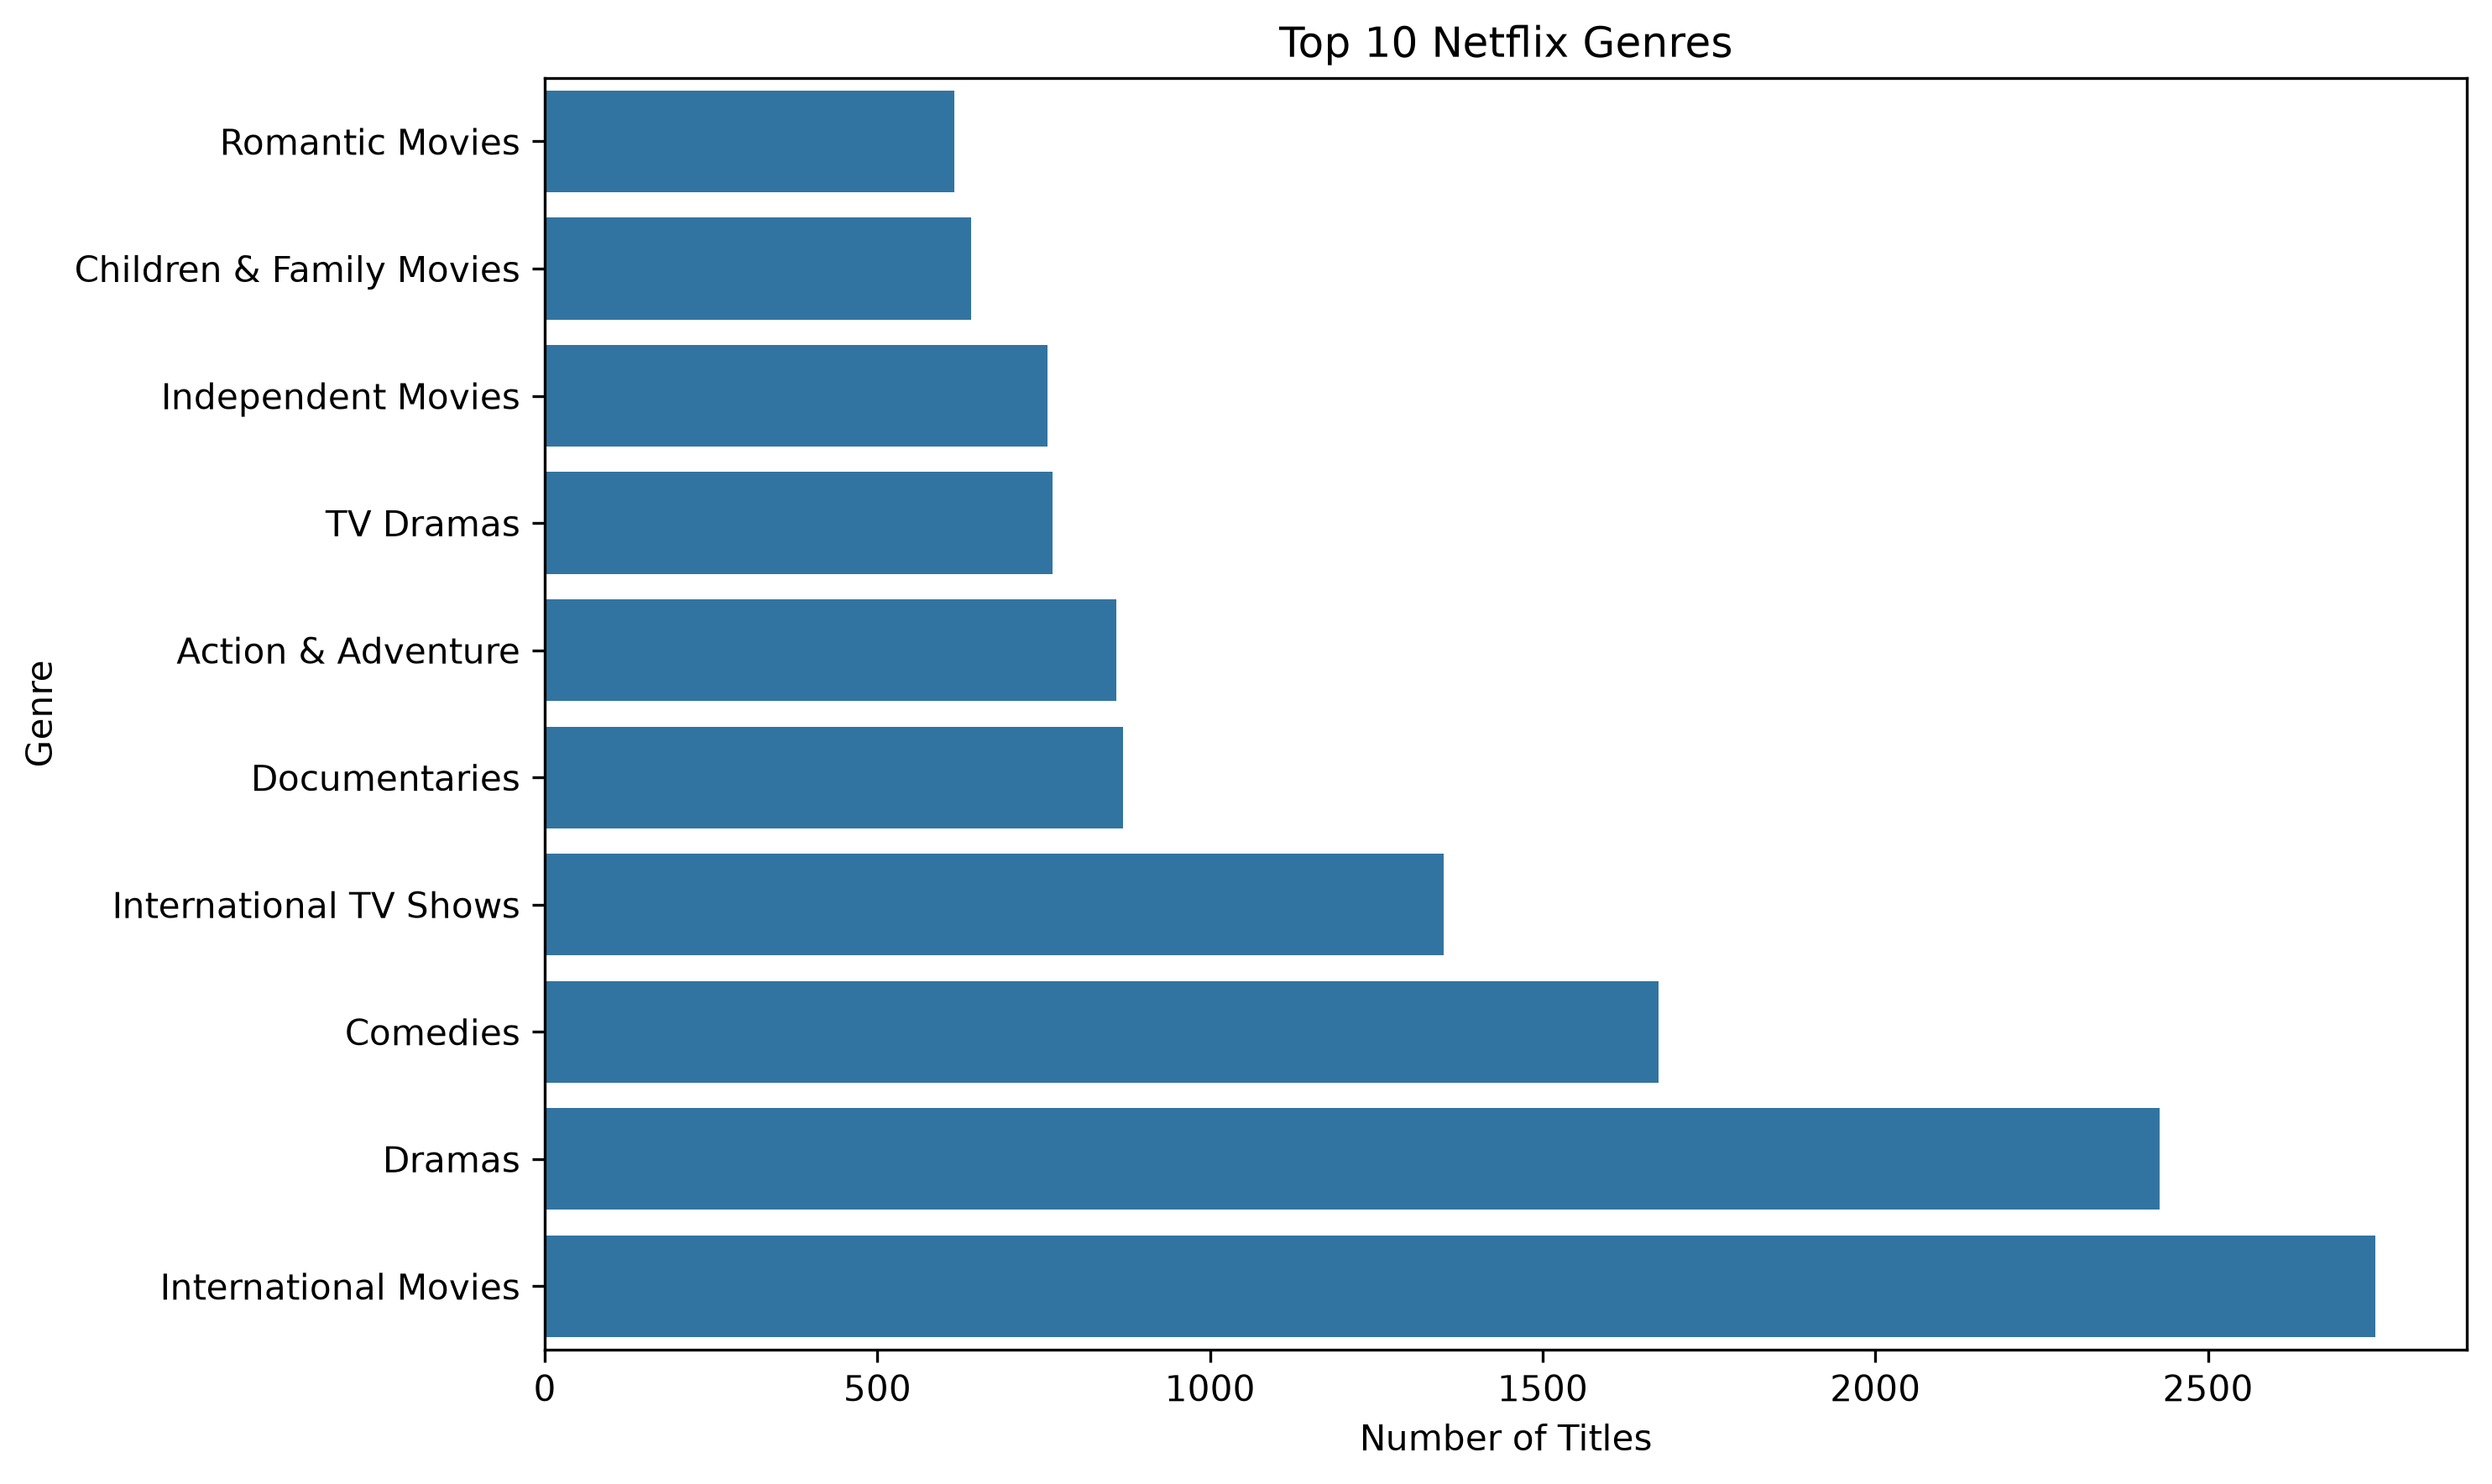 Top 10 Netflix Genres
Romantic Movies
Children & Family Movies
Independent Movies
TV Dramas
Action & Adventure
Documentaries
International TV Shows
Comedies
Dramas
International Movies
Genre
0 500 1000 1500 2000 2500
Number of Titles